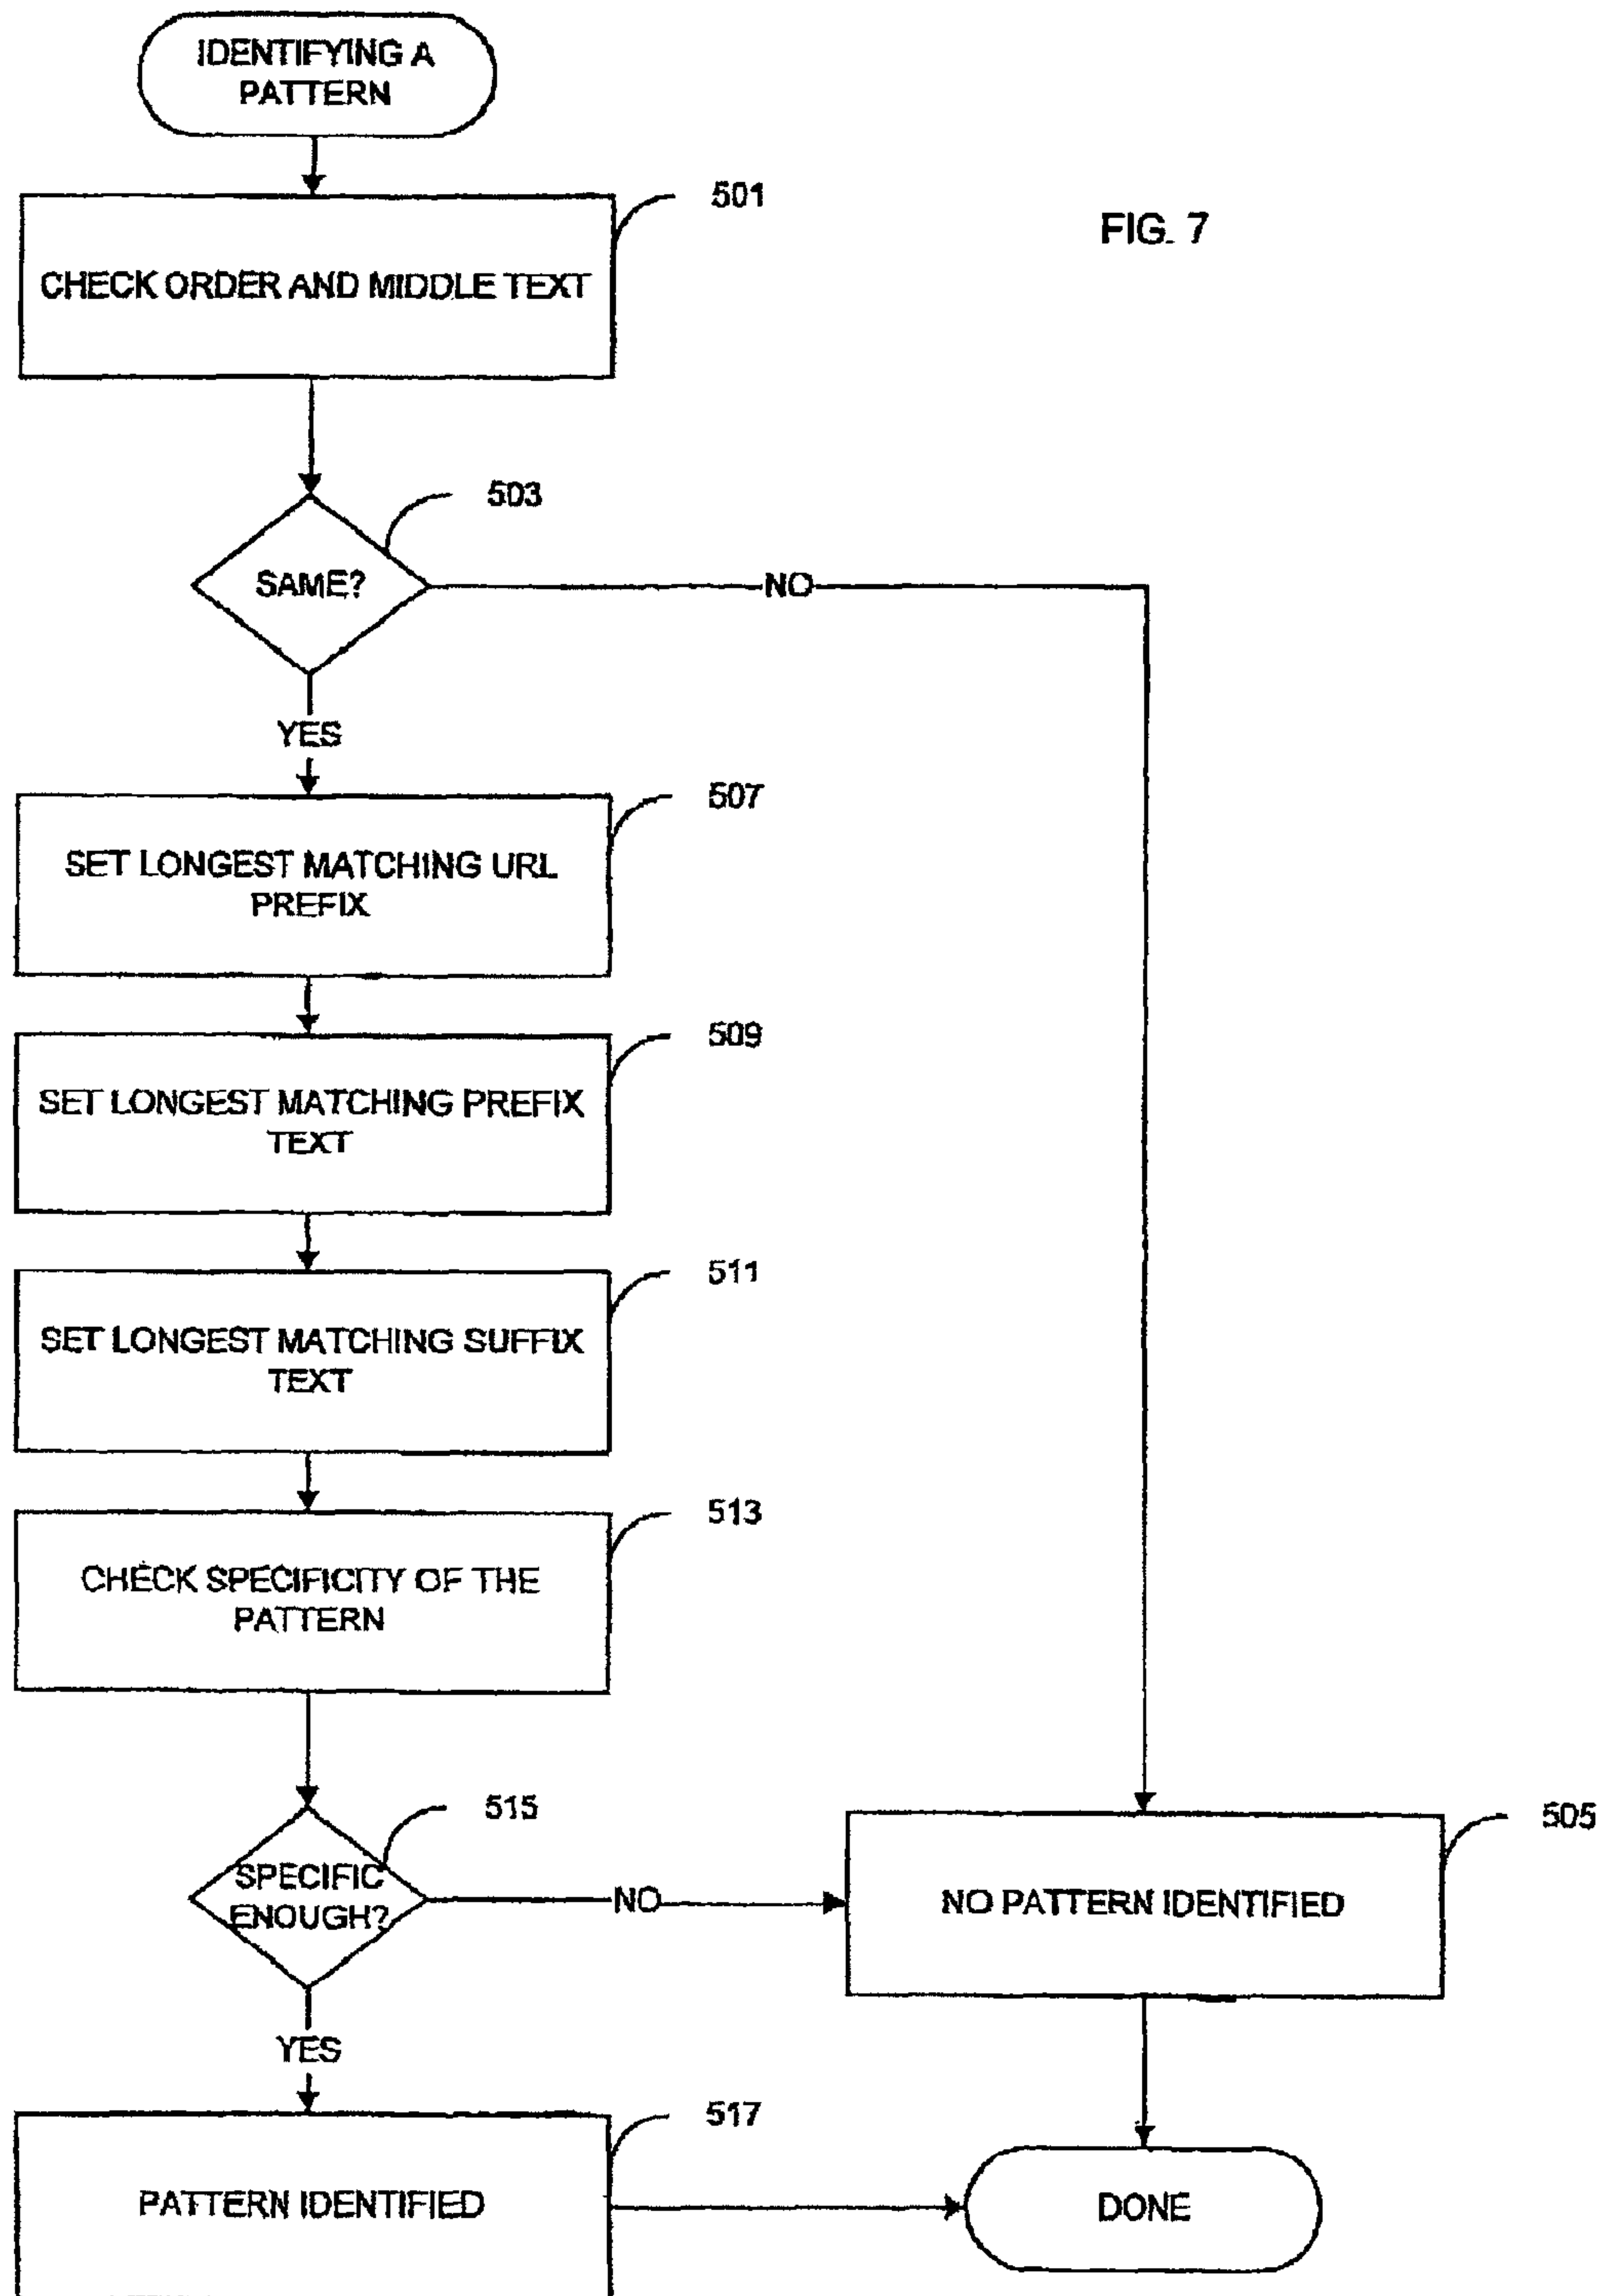 IDENTIFYING A
PATTERN
501
FIG. 7
CHECK ORDER AND MIDDLE TEXT
503
SAME?
NO
YES
507
SET LONGEST MATCHING URL
PREFIX
509
SET LONGEST MATCHING PREFIX
TEXT
511
SET LONGEST MATCHING SUFFIX
TEXT
513
CHECK SPECIFICITY OF THE
PATTERN
515
505
SPECIFIC
ENOUGH?
NO
NO PATTERN IDENTIFIED
YES
517
PATTERN IDENTIFIED
DONE